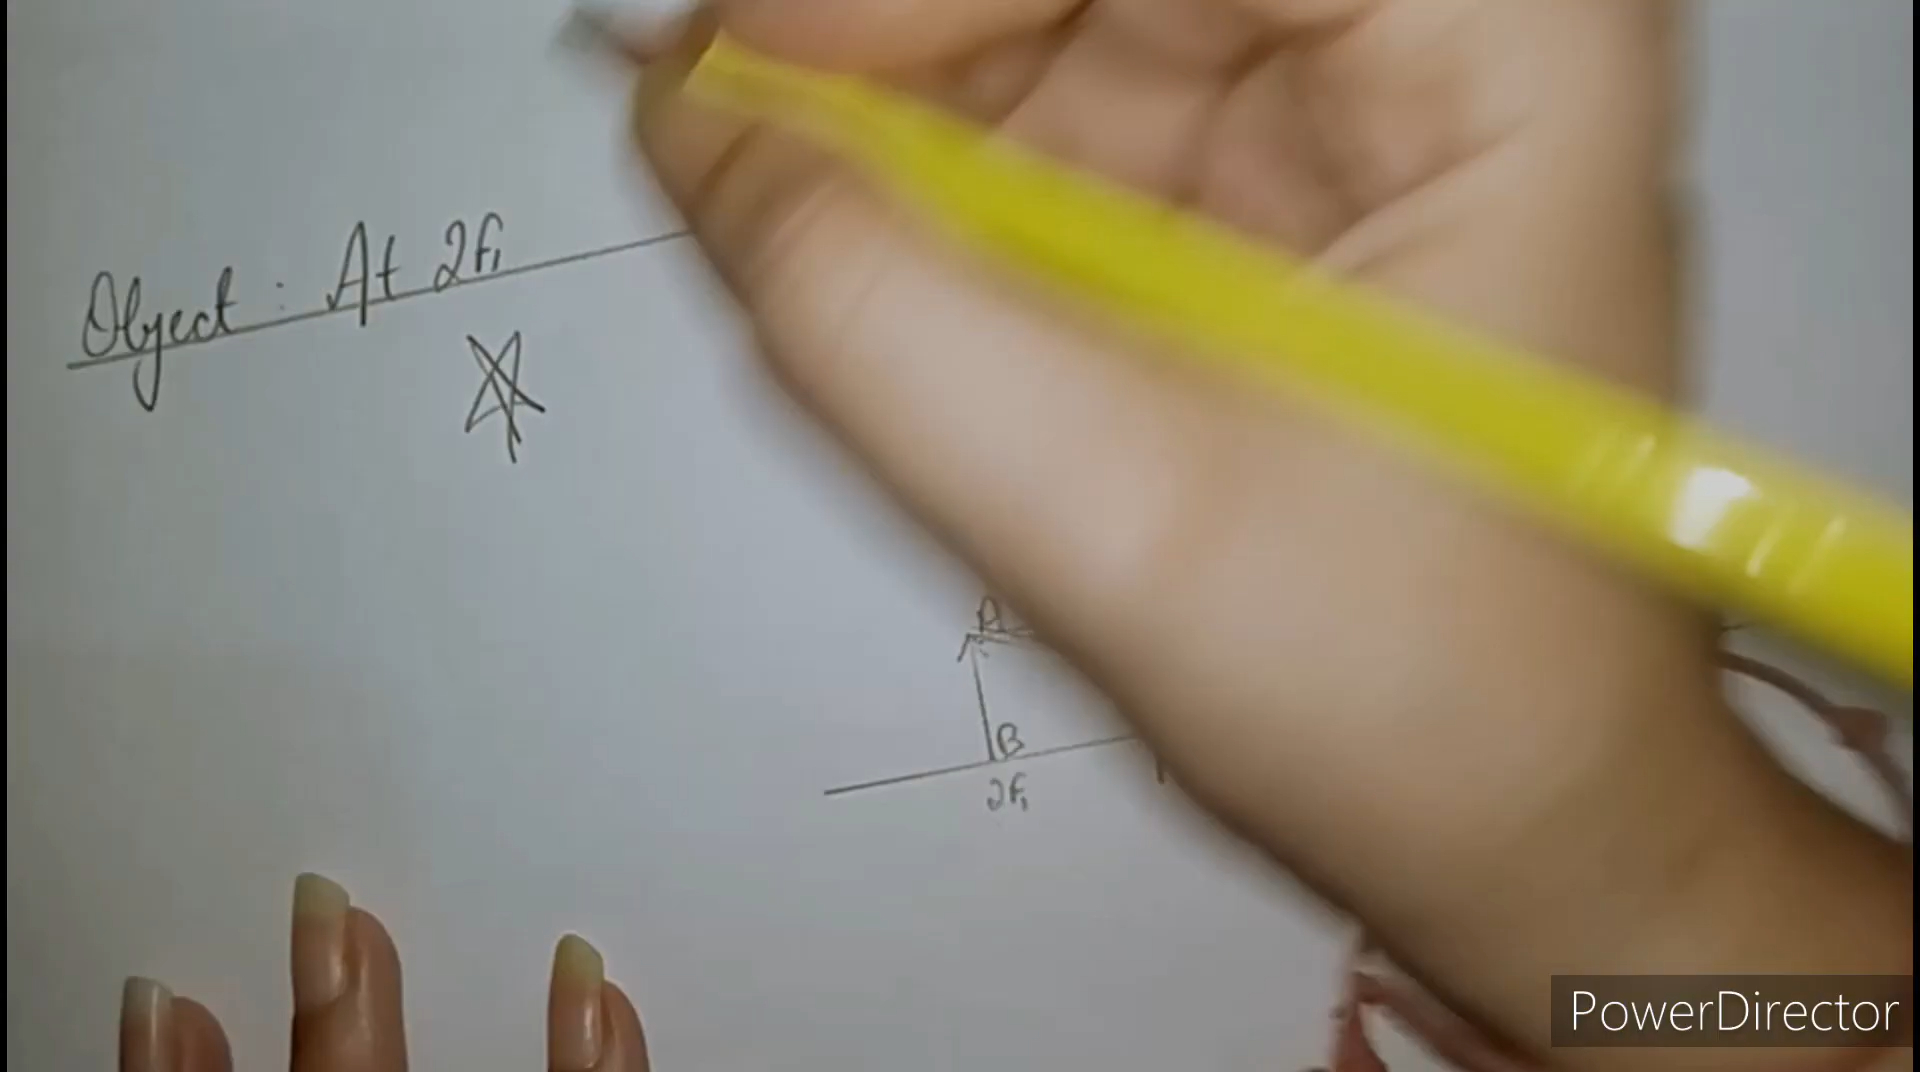 Object : At 2f₁
A
B
2f₁
PowerDirector